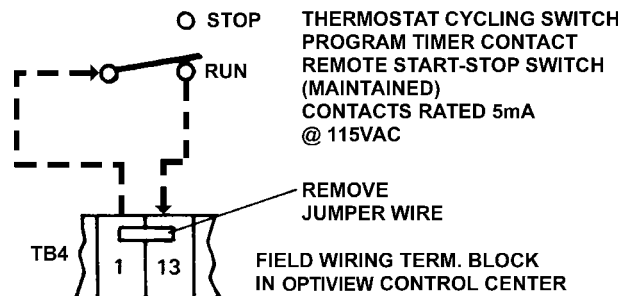 STOP
THERMOSTAT CYCLING SWITCH
PROGRAM TIMER CONTACT
RUN
REMOTE START-STOP SWITCH
(MAINTAINED)
CONTACTS RATED 5mA
@ 115VAC
REMOVE
JUMPER WIRE
TB4
1
13
FIELD WIRING TERM. BLOCK
IN OPTIVIEW CONTROL CENTER